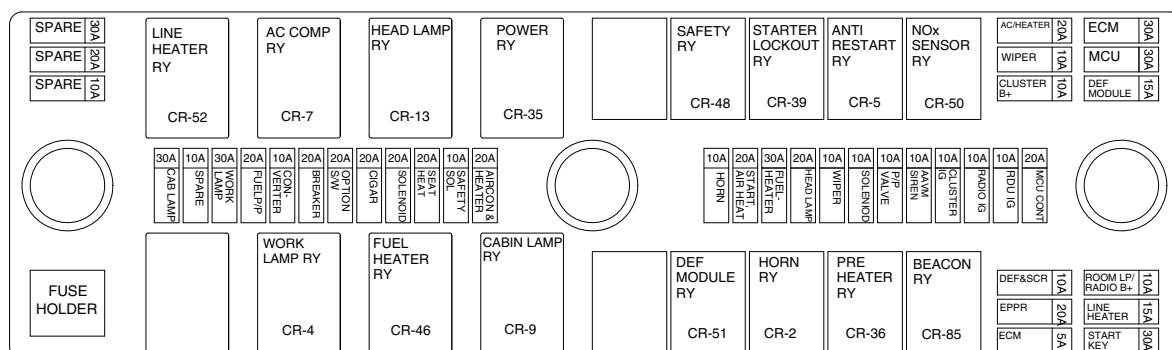 SPARE 30A
SPARE 20A
SPARE 10A
LINE
HEATER
RY
CR-52
AC COMP
RY
CR-7
HEAD LAMP
RY
CR-13
POWER
RY
CR-35
SAFETY
RY
CR-48
STARTER
LOCKOUT
RY
CR-39
ANTI
RESTART
RY
CR-5
NOx
SENSOR
RY
CR-50
AC/HEATER 20A
WIPER 10A
CLUSTER
B+ 10A
ECM 30A
MCU 30A
DEF
MODULE 15A
30A
CAB LAMP
10A
SPARE
30A
WORK
LAMP
20A
FUELP/P
10A
CON-
VERTER
20A
BREAKER
20A
OPTION
S/W
20A
CIGAR
20A
SOLENOID
20A
SEAT
HEAT
10A
SAFETY
SOL
20A
AIRCON &
HEATER
10A
HORN
20A
START,
AIR HEAT
30A
FUEL-
HEATER
20A
HEAD LAMP
10A
WIPER
10A
SOLENIOD
10A
P/P
VALVE
10A
AAVM
SIREN
10A
CLUSTER
IG
10A
RADIO IG
10A
RDU IG
20A
MCU CONT
FUSE
HOLDER
WORK
LAMP RY
CR-4
FUEL
HEATER
RY
CR-46
CABIN LAMP
RY
CR-9
DEF
MODULE
RY
CR-51
HORN
RY
CR-2
PRE
HEATER
RY
CR-36
BEACON
RY
CR-85
DEF&SCR 10A
EPPR 20A
ECM 5A
ROOM LP/
RADIO B+ 10A
LINE
HEATER 15A
START
KEY 30A